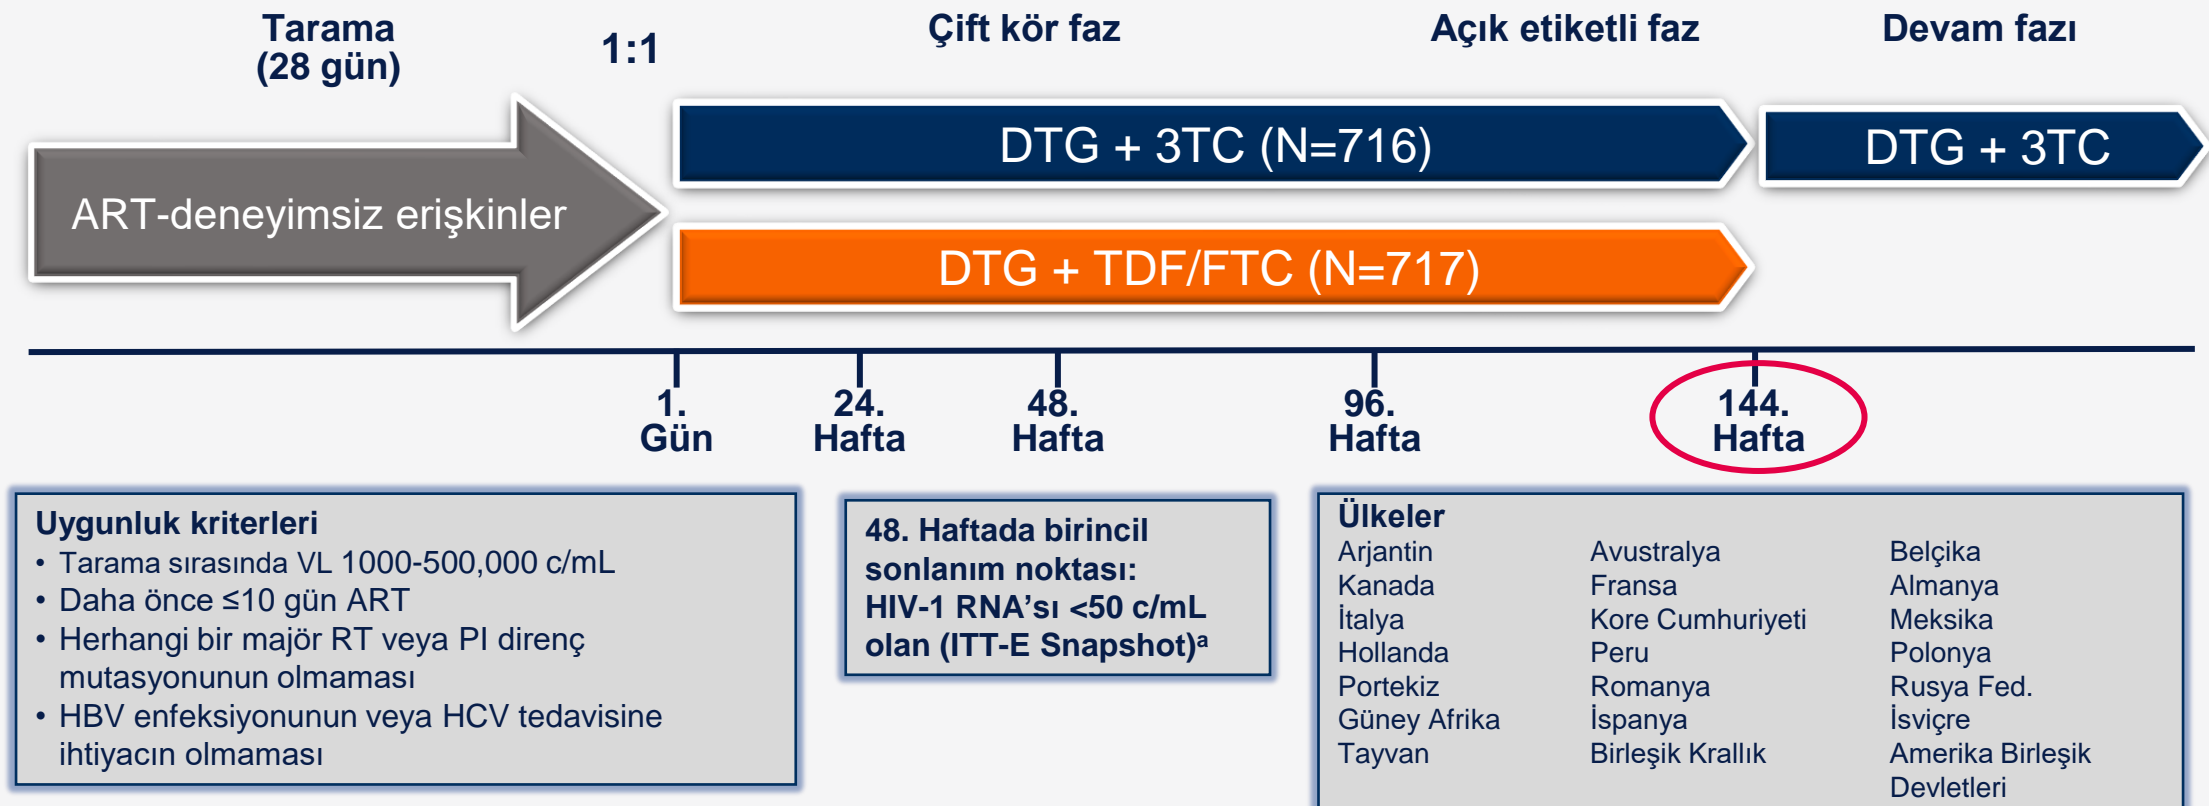 Tarama
(28 gün)
1:1
Çift kör faz
Açık etiketli faz
Devam fazı
ART-deneyimsiz erişkinler
DTG + 3TC (N=716)
DTG + 3TC
DTG + TDF/FTC (N=717)
1.
Gün
24.
Hafta
48.
Hafta
96.
Hafta
144.
Hafta
Uygunluk kriterleri
• Tarama sırasında VL 1000-500,000 c/mL
• Daha önce ≤10 gün ART
• Herhangi bir majör RT veya PI direnç
mutasyonunun olmaması
• HBV enfeksiyonunun veya HCV tedavisine
ihtiyacın olmaması
48. Haftada birincil
sonlanım noktası:
HIV-1 RNA’sı <50 c/mL
olan (ITT-E Snapshot)ᵃ
Ülkeler
Arjantin Avustralya Belçika
Kanada Fransa Almanya
İtalya Kore Cumhuriyeti Meksika
Hollanda Peru Polonya
Portekiz Romanya Rusya Fed.
Güney Afrika İspanya İsviçre
Tayvan Birleşik Krallık Amerika Birleşik
Devletleri